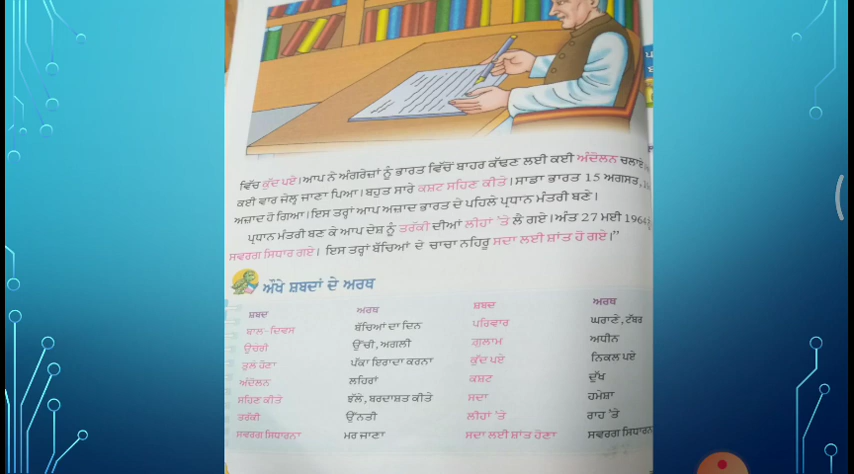 ਵਿੱਚ ਕੁੱਦ ਪਏ। ਆਪ ਨੇ ਅੰਗਰੇਜ਼ਾਂ ਨੂੰ ਭਾਰਤ ਵਿੱਚੋਂ ਬਾਹਰ ਕੱਢਣ ਲਈ ਕਈ ਅੰਦੋਲਨ ਚਲਾਏ
ਕਈ ਵਾਰ ਜੇਲ੍ਹ ਜਾਣਾ ਪਿਆ। ਬਹੁਤ ਸਾਰੇ ਕਸ਼ਟ ਸਹਿਣ ਕੀਤੇ। ਸਾਡਾ ਭਾਰਤ 15 ਅਗਸਤ,
ਅਜ਼ਾਦ ਹੋ ਗਿਆ। ਇਸ ਤਰ੍ਹਾਂ ਆਪ ਅਜ਼ਾਦ ਭਾਰਤ ਦੇ ਪਹਿਲੇ ਪ੍ਰਧਾਨ ਮੰਤਰੀ ਬਣੇ।
ਪ੍ਰਧਾਨ ਮੰਤਰੀ ਬਣ ਕੇ ਆਪ ਦੇਸ਼ ਨੂੰ ਤਰੱਕੀ ਦੀਆਂ ਲੀਹਾਂ 'ਤੇ ਲੈ ਗਏ। ਅੰਤ 27 ਮਈ 1964
ਸਵਰਗ ਸਿਧਾਰ ਗਏ। ਇਸ ਤਰ੍ਹਾਂ ਬੱਚਿਆਂ ਦੇ ਚਾਚਾ ਨਹਿਰੂ ਸਦਾ ਲਈ ਸ਼ਾਂਤ ਹੋ ਗਏ।"
ਔਖੇ ਸ਼ਬਦਾਂ ਦੇ ਅਰਥ
ਸ਼ਬਦ ਅਰਥ ਸ਼ਬਦ ਅਰਥ
ਬਾਲ-ਦਿਵਸ ਬੱਚਿਆਂ ਦਾ ਦਿਨ ਪਰਿਵਾਰ ਘਰਾਣੇ, ਟੱਬਰ
ਉਚੇਰੀ ਉੱਚੀ, ਅਗਲੀ ਗ਼ੁਲਾਮ ਅਧੀਨ
ਤੁਲੇ ਹੋਣਾ ਪੱਕਾ ਇਰਾਦਾ ਕਰਨਾ ਕੁੱਦ ਪਏ ਨਿਕਲ ਪਏ
ਅੰਦੋਲਨ ਲਹਿਰਾਂ ਕਸ਼ਟ ਦੁੱਖ
ਸਹਿਣ ਕੀਤੇ ਝੱਲੇ, ਬਰਦਾਸ਼ਤ ਕੀਤੇ ਸਦਾ ਹਮੇਸ਼ਾ
ਤਰੱਕੀ ਉੱਨਤੀ ਲੀਹਾਂ 'ਤੇ ਰਾਹ 'ਤੇ
ਸਵਰਗ ਸਿਧਾਰਨਾ ਮਰ ਜਾਣਾ ਸਦਾ ਲਈ ਸ਼ਾਂਤ ਹੋਣਾ ਸਵਰਗ ਸਿਧਾਰਨ